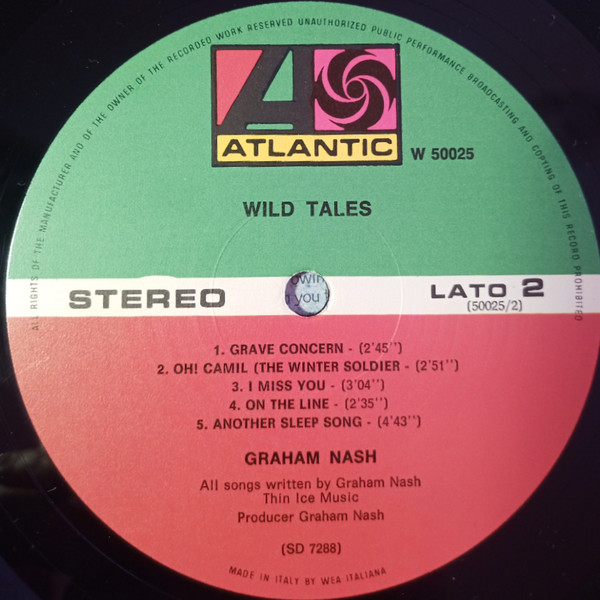 ALL RIGHTS OF THE MANUFACTURER AND OF THE OWNER OF THE RECORDED WORK RESERVED UNAUTHORIZED PUBLIC PERFORMANCE BROADCASTING AND COPYING OF THIS RECORD PROHIBITED
ATLANTIC
W 50025
WILD TALES
STEREO
LATO 2
(50025/2)
you
1. GRAVE CONCERN - (2'45'')
2. OH! CAMIL (THE WINTER SOLDIER - (2'51'')
3. I MISS YOU - (3'04'')
4. ON THE LINE - (2'35'')
5. ANOTHER SLEEP SONG - (4'43'')
GRAHAM NASH
All songs written by Graham Nash
Thin Ice Music
Producer Graham Nash
(SD 7288)
MADE IN ITALY BY WEA ITALIANA